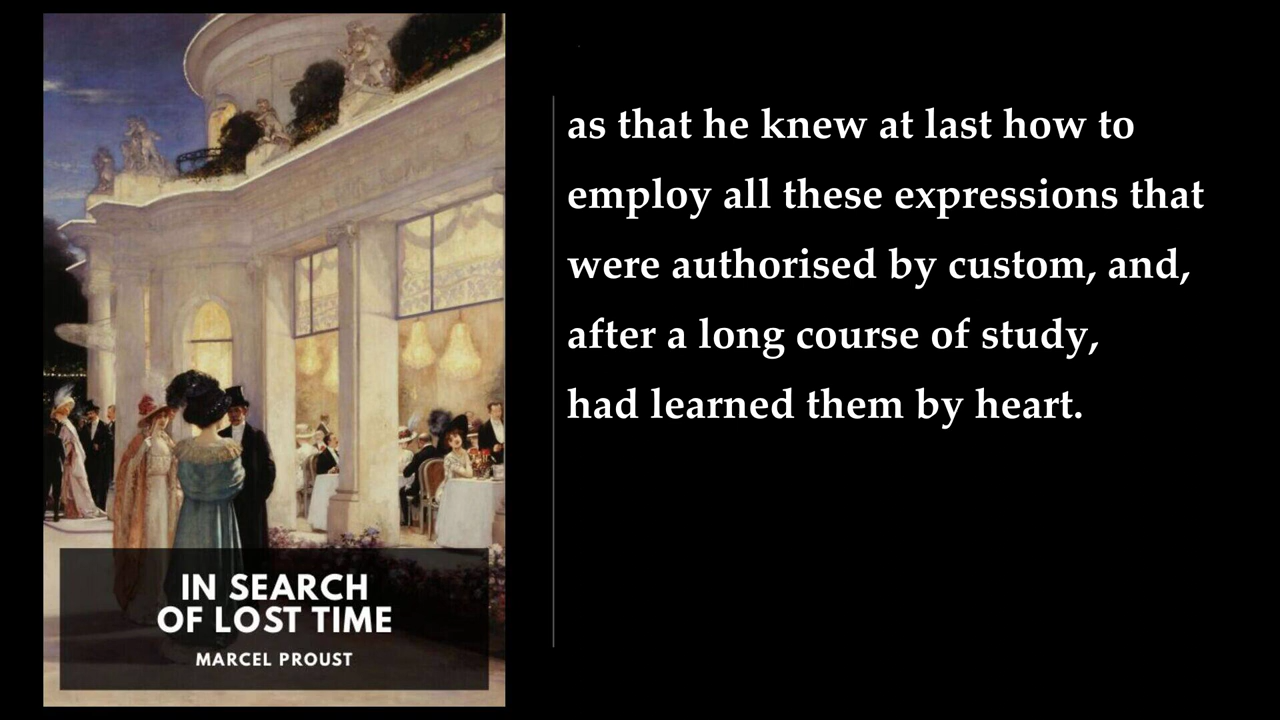 as that he knew at last how to
employ all these expressions that
were authorised by custom, and,
after a long course of study,
had learned them by heart.
IN SEARCH
OF LOST TIME
MARCEL PROUST